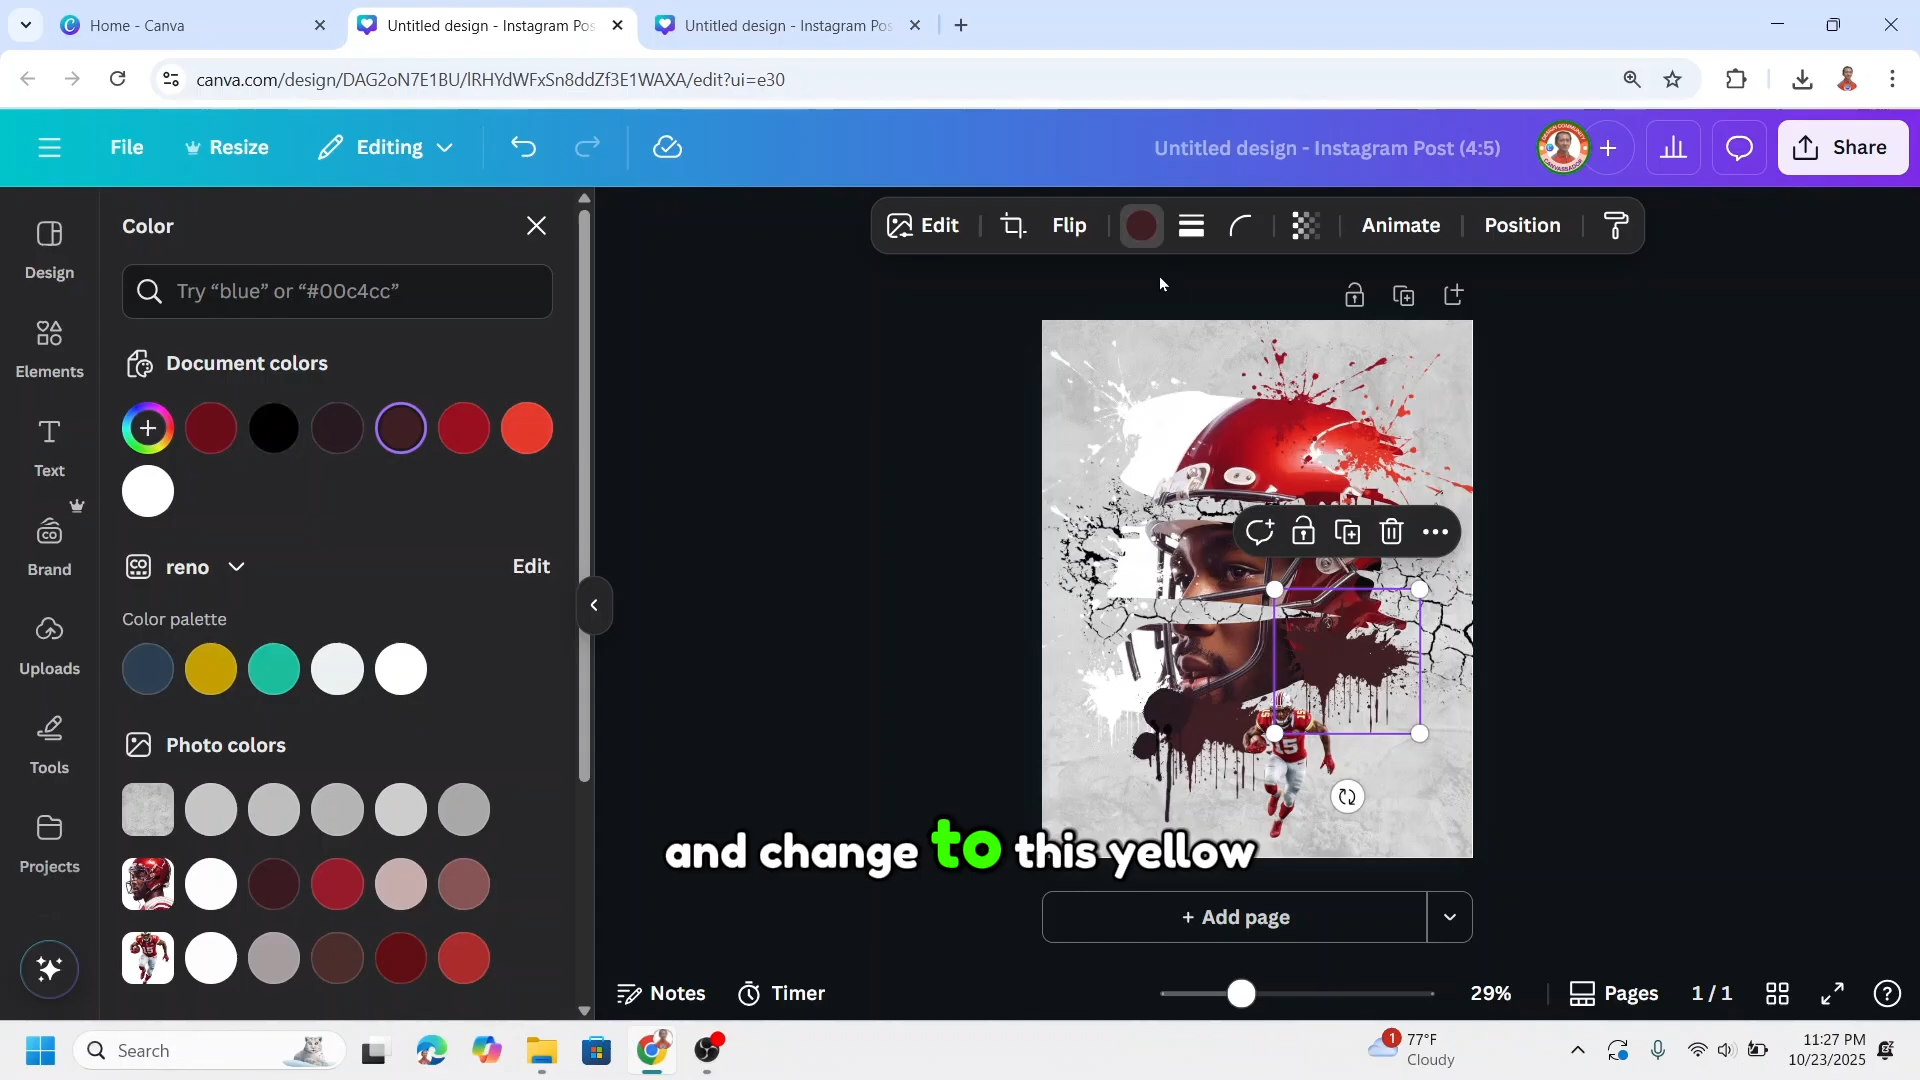 Home - Canva
Untitled design - Instagram Pos
Untitled design - Instagram Pos
canva.com/design/DAG2oN7E1BU/lRHYdWFxSn8ddZf3E1WAXA/edit?ui=e30
File
Resize
Editing
Untitled design - Instagram Post (4:5)
Share
Design
Elements
Text
Brand
Uploads
Tools
Projects
Color
Try “blue” or “#00c4cc”
Document colors
reno
Edit
Color palette
Photo colors
Edit
Flip
Animate
Position
15
and change to this yellow
+ Add page
Notes
Timer
29%
Pages
1 / 1
Search
1
77°F
Cloudy
11:27 PM
10/23/2025